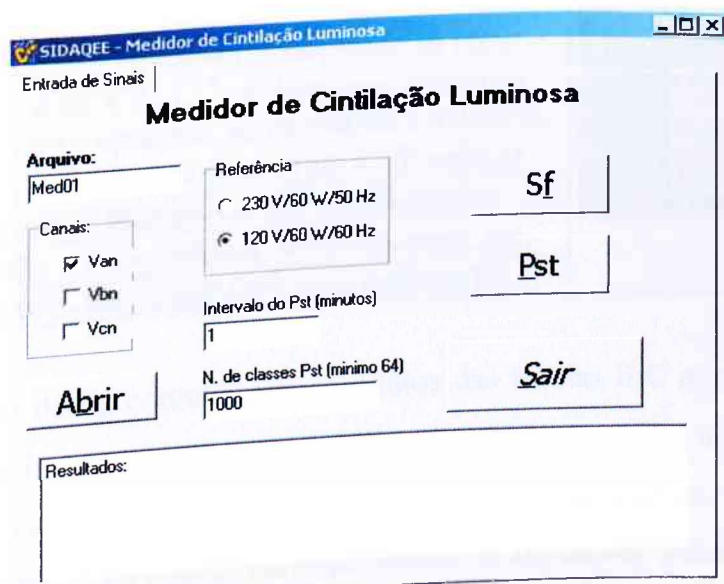 SIDAQEE - Medidor de Cintilação Luminosa
Entrada de Sinais
Medidor de Cintilação Luminosa
Arquivo:
Med01
Canais:
Van
Vbn
Vcn
Abrir
Referência
230 V/60 W/50 Hz
120 V/60 W/60 Hz
Intervalo do Pst (minutos)
1
N. de classes Pst (minimo 64)
1000
Sf
Pst
Sair
Resultados: